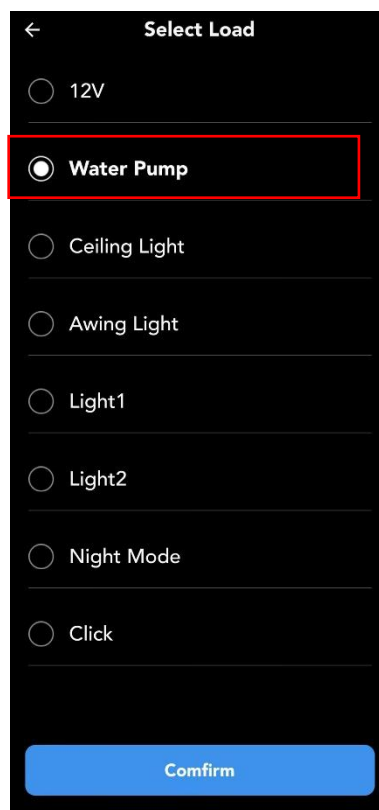 Select Load
12V
Water Pump
Ceiling Light
Awing Light
Light1
Light2
Night Mode
Click
Comfirm